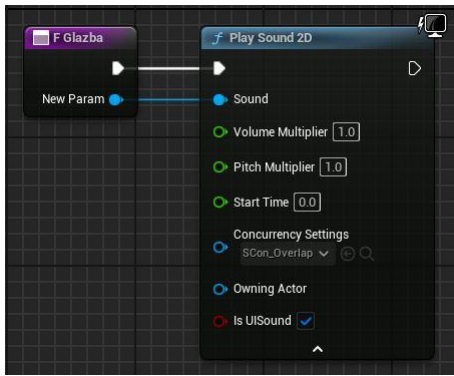 F Glazba
New Param
Play Sound 2D
Sound
Volume Multiplier 1.0
Pitch Multiplier 1.0
Start Time 0.0
Concurrency Settings
SCon_Overlap
Owning Actor
Is UISound